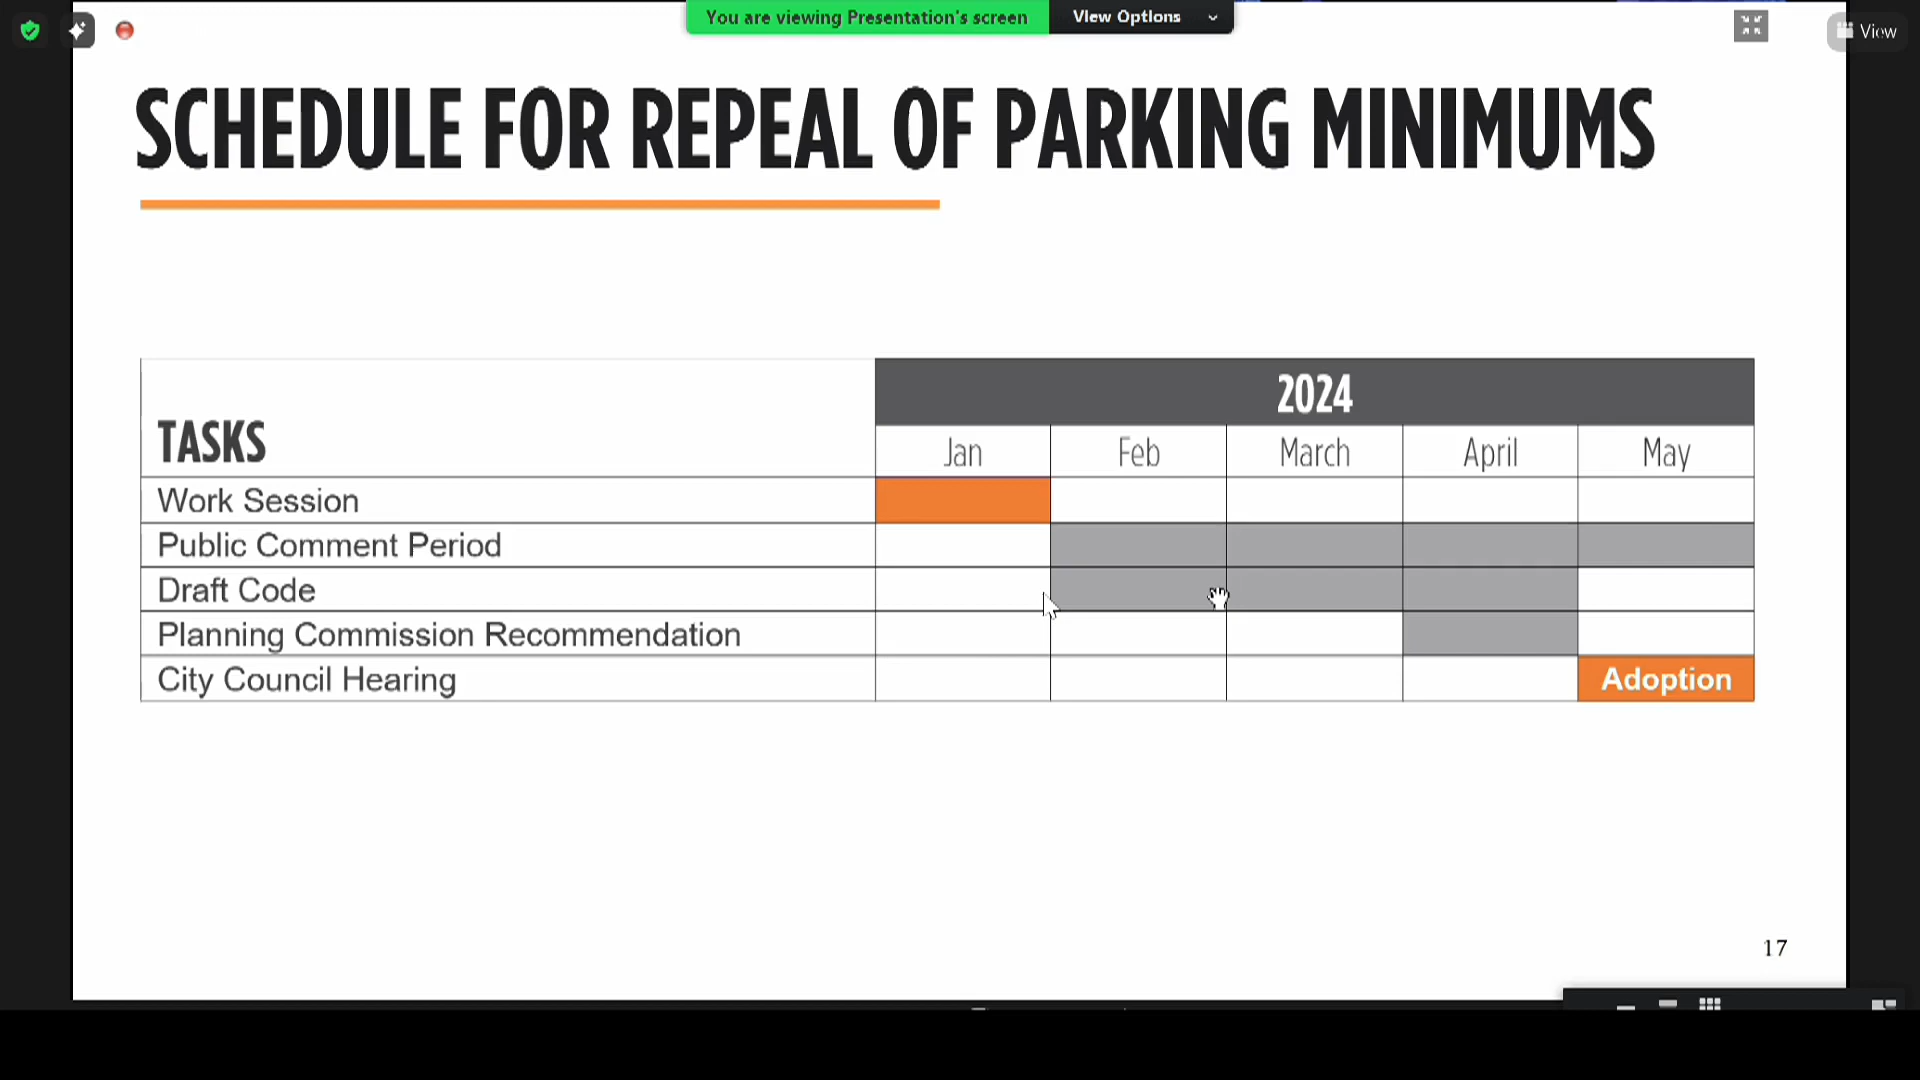 You are viewing Presentation's screen
View Options
View
SCHEDULE FOR REPEAL OF PARKING MINIMUMS
2024
TASKS
Jan Feb March April May
Work Session
Public Comment Period
Draft Code
Planning Commission Recommendation
City Council Hearing Adoption
17